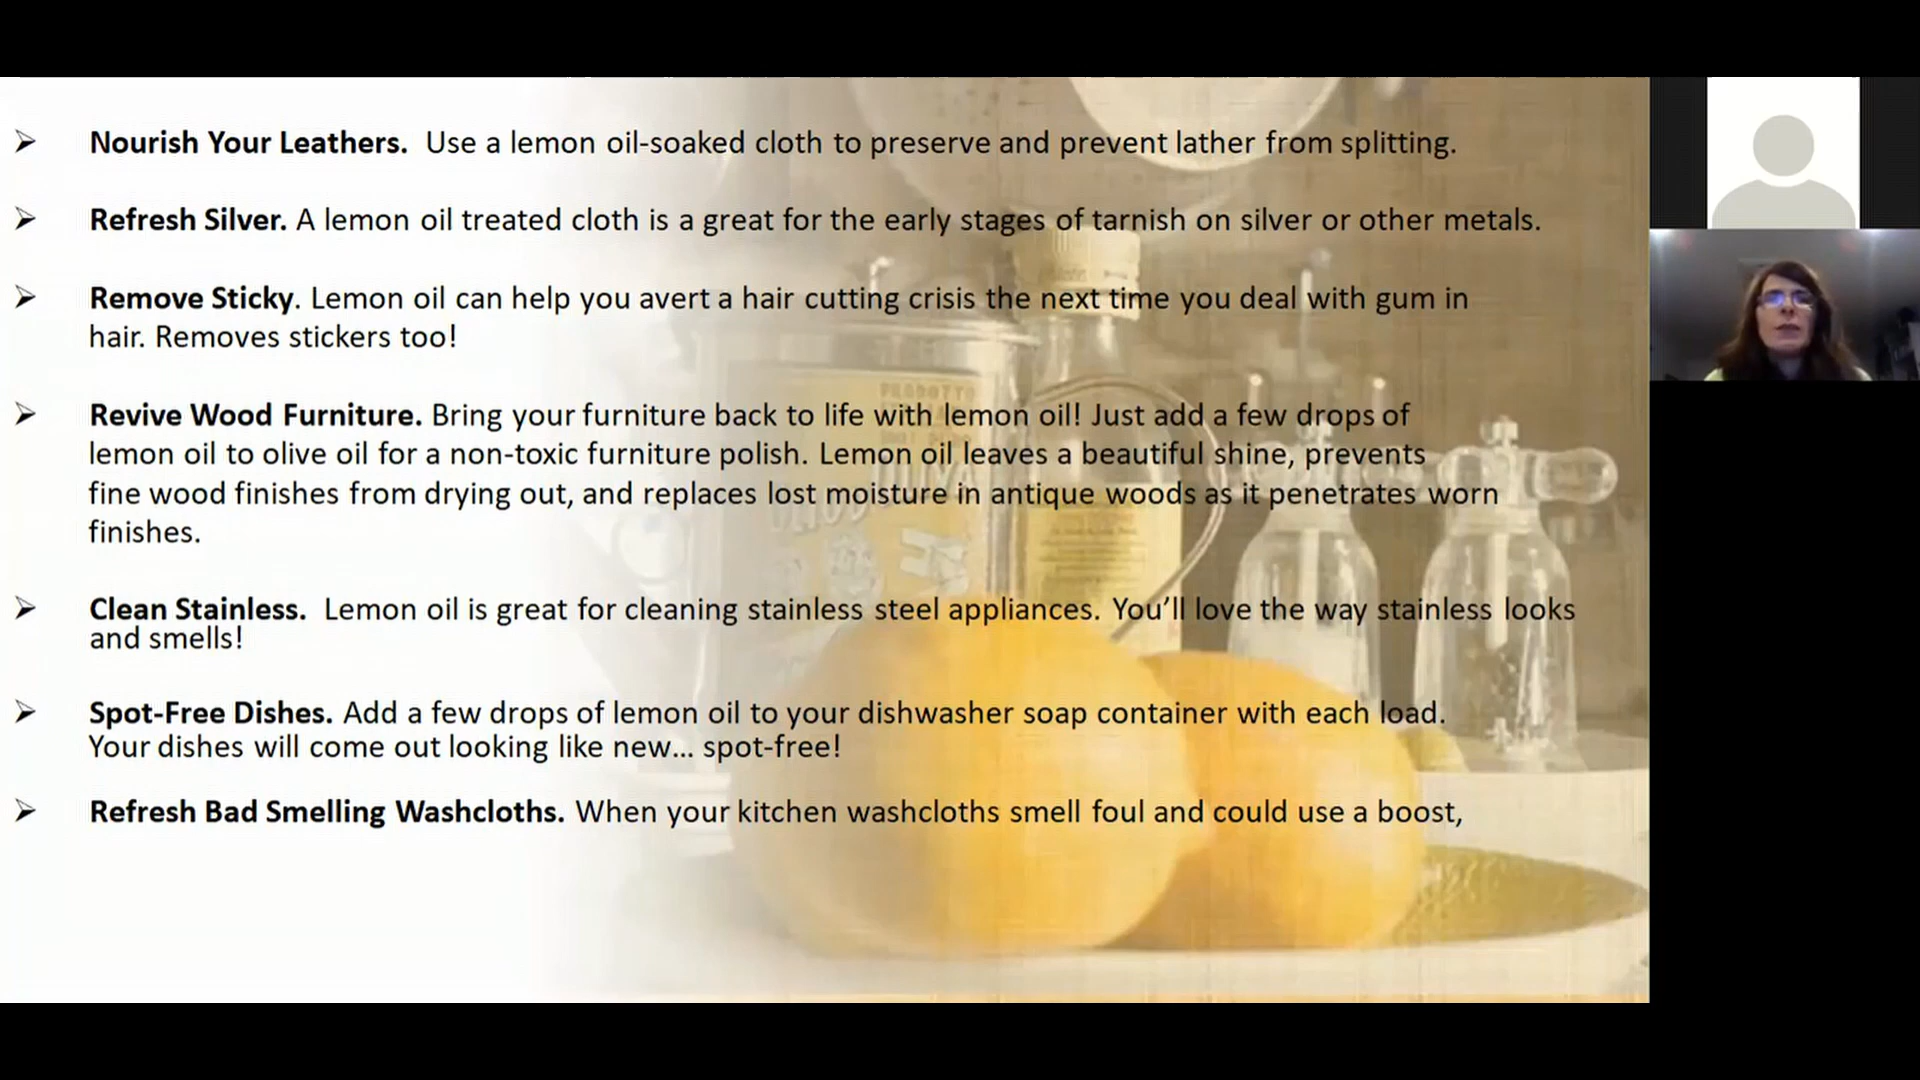 ➢ Nourish Your Leathers. Use a lemon oil-soaked cloth to preserve and prevent lather from splitting.
➢ Refresh Silver. A lemon oil treated cloth is a great for the early stages of tarnish on silver or other metals.
➢ Remove Sticky. Lemon oil can help you avert a hair cutting crisis the next time you deal with gum in
hair. Removes stickers too!
➢ Revive Wood Furniture. Bring your furniture back to life with lemon oil! Just add a few drops of
lemon oil to olive oil for a non-toxic furniture polish. Lemon oil leaves a beautiful shine, prevents
fine wood finishes from drying out, and replaces lost moisture in antique woods as it penetrates worn
finishes.
➢ Clean Stainless. Lemon oil is great for cleaning stainless steel appliances. You’ll love the way stainless looks
and smells!
➢ Spot-Free Dishes. Add a few drops of lemon oil to your dishwasher soap container with each load.
Your dishes will come out looking like new… spot-free!
➢ Refresh Bad Smelling Washcloths. When your kitchen washcloths smell foul and could use a boost,